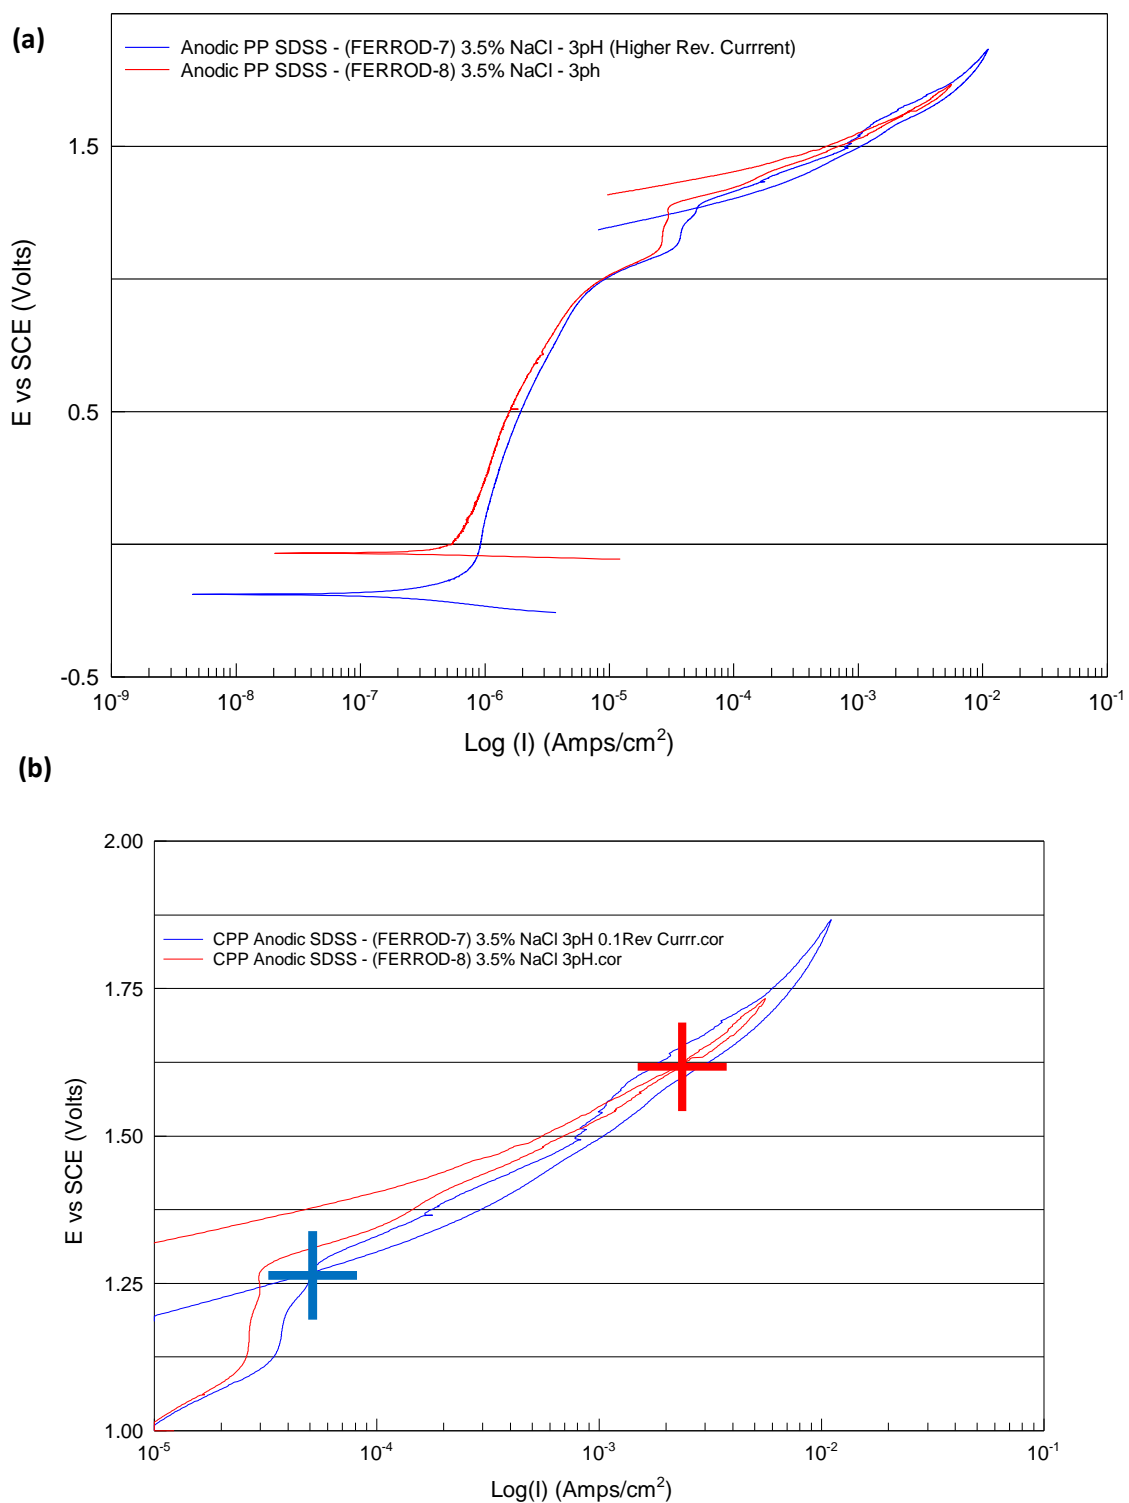 (a)
Anodic PP SDSS - (FERROD-7) 3.5% NaCl - 3pH (Higher Rev. Currrent)
Anodic PP SDSS - (FERROD-8) 3.5% NaCl - 3ph
1.5
0.5
-0.5
E vs SCE (Volts)
10⁻⁹ 10⁻⁸ 10⁻⁷ 10⁻⁶ 10⁻⁵ 10⁻⁴ 10⁻³ 10⁻² 10⁻¹
Log (I) (Amps/cm²)
(b)
2.00
CPP Anodic SDSS - (FERROD-7) 3.5% NaCl 3pH 0.1Rev Currr.cor
CPP Anodic SDSS - (FERROD-8) 3.5% NaCl 3pH.cor
1.75
1.50
1.25
1.00
E vs SCE (Volts)
10⁻⁵ 10⁻⁴ 10⁻³ 10⁻² 10⁻¹
Log(I) (Amps/cm²)